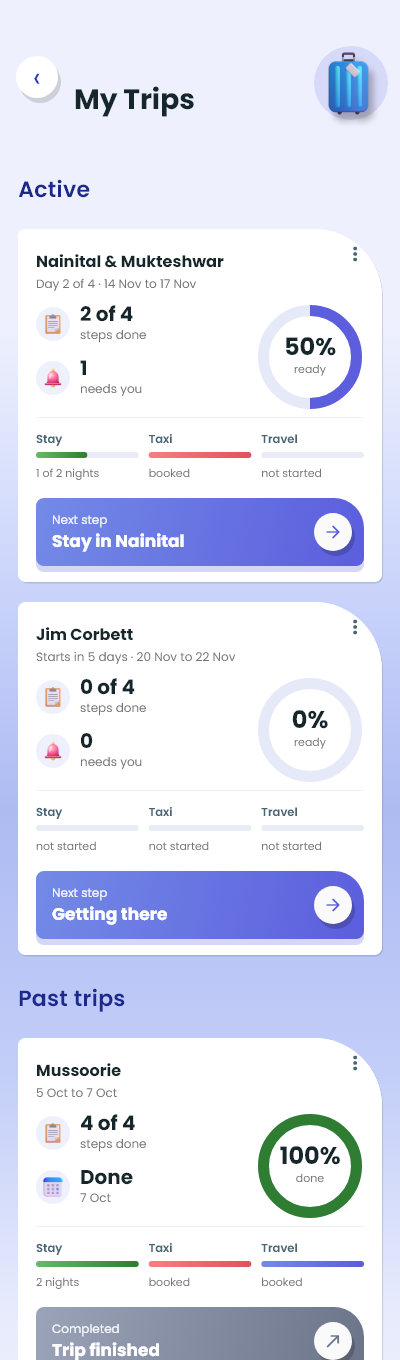 My Trips
Active
Nainital & Mukteshwar
Day 2 of 4 · 14 Nov to 17 Nov
2 of 4
steps done
1
needs you
50%
ready
Stay
Taxi
Travel
1 of 2 nights
booked
not started
Next step
Stay in Nainital
Jim Corbett
Starts in 5 days · 20 Nov to 22 Nov
0 of 4
steps done
0
needs you
0%
ready
Stay
Taxi
Travel
not started
not started
not started
Next step
Getting there
Past trips
Mussoorie
5 Oct to 7 Oct
4 of 4
steps done
Done
7 Oct
100%
done
Stay
Taxi
Travel
2 nights
booked
booked
Completed
Trip finished